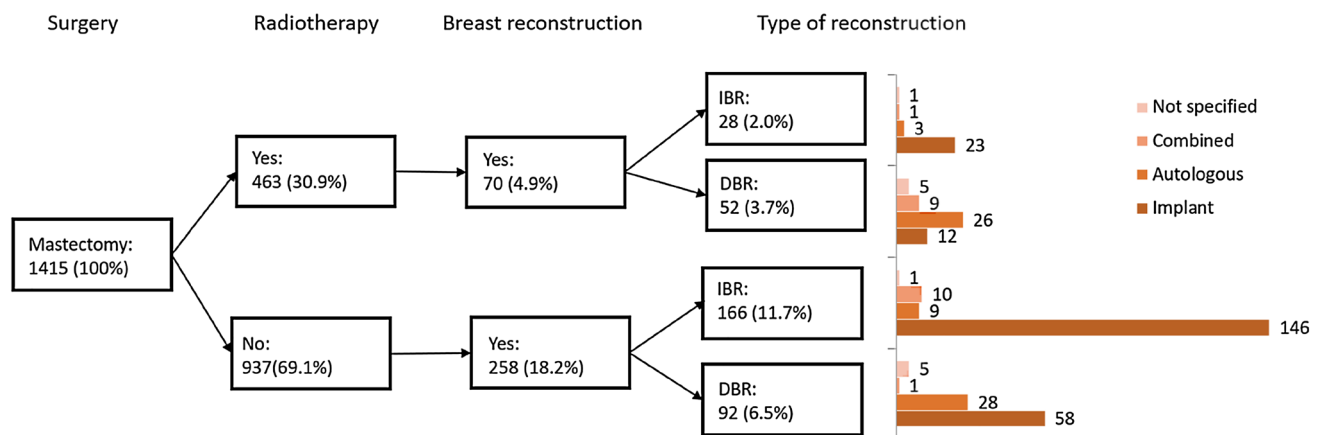 Surgery
Radiotherapy
Breast reconstruction
Type of reconstruction
Mastectomy:
1415 (100%)
Yes:
463 (30.9%)
No:
937(69.1%)
Yes:
70 (4.9%)
Yes:
258 (18.2%)
IBR:
28 (2.0%)
DBR:
52 (3.7%)
IBR:
166 (11.7%)
DBR:
92 (6.5%)
1
1
3
23
5
9
26
12
1
10
9
146
5
1
28
58
Not specified
Combined
Autologous
Implant